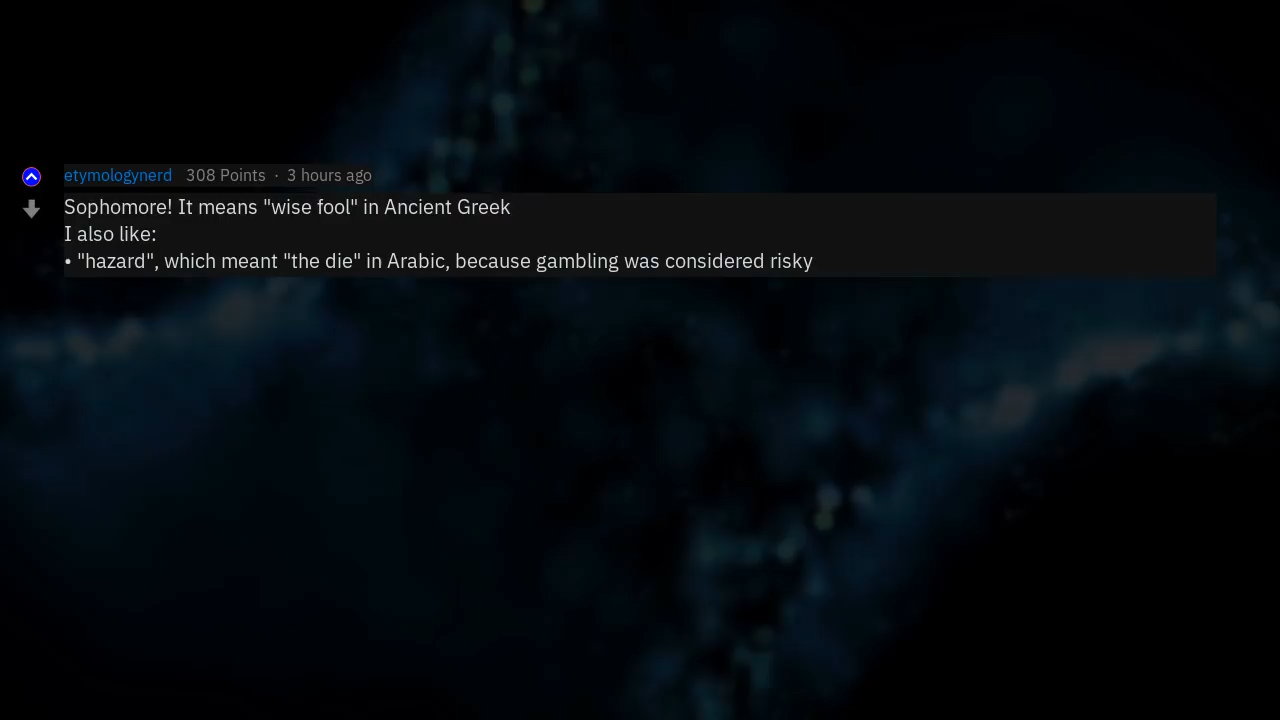 etymologynerd 308 Points · 3 hours ago
Sophomore! It means "wise fool" in Ancient Greek
I also like:
• "hazard", which meant "the die" in Arabic, because gambling was considered risky